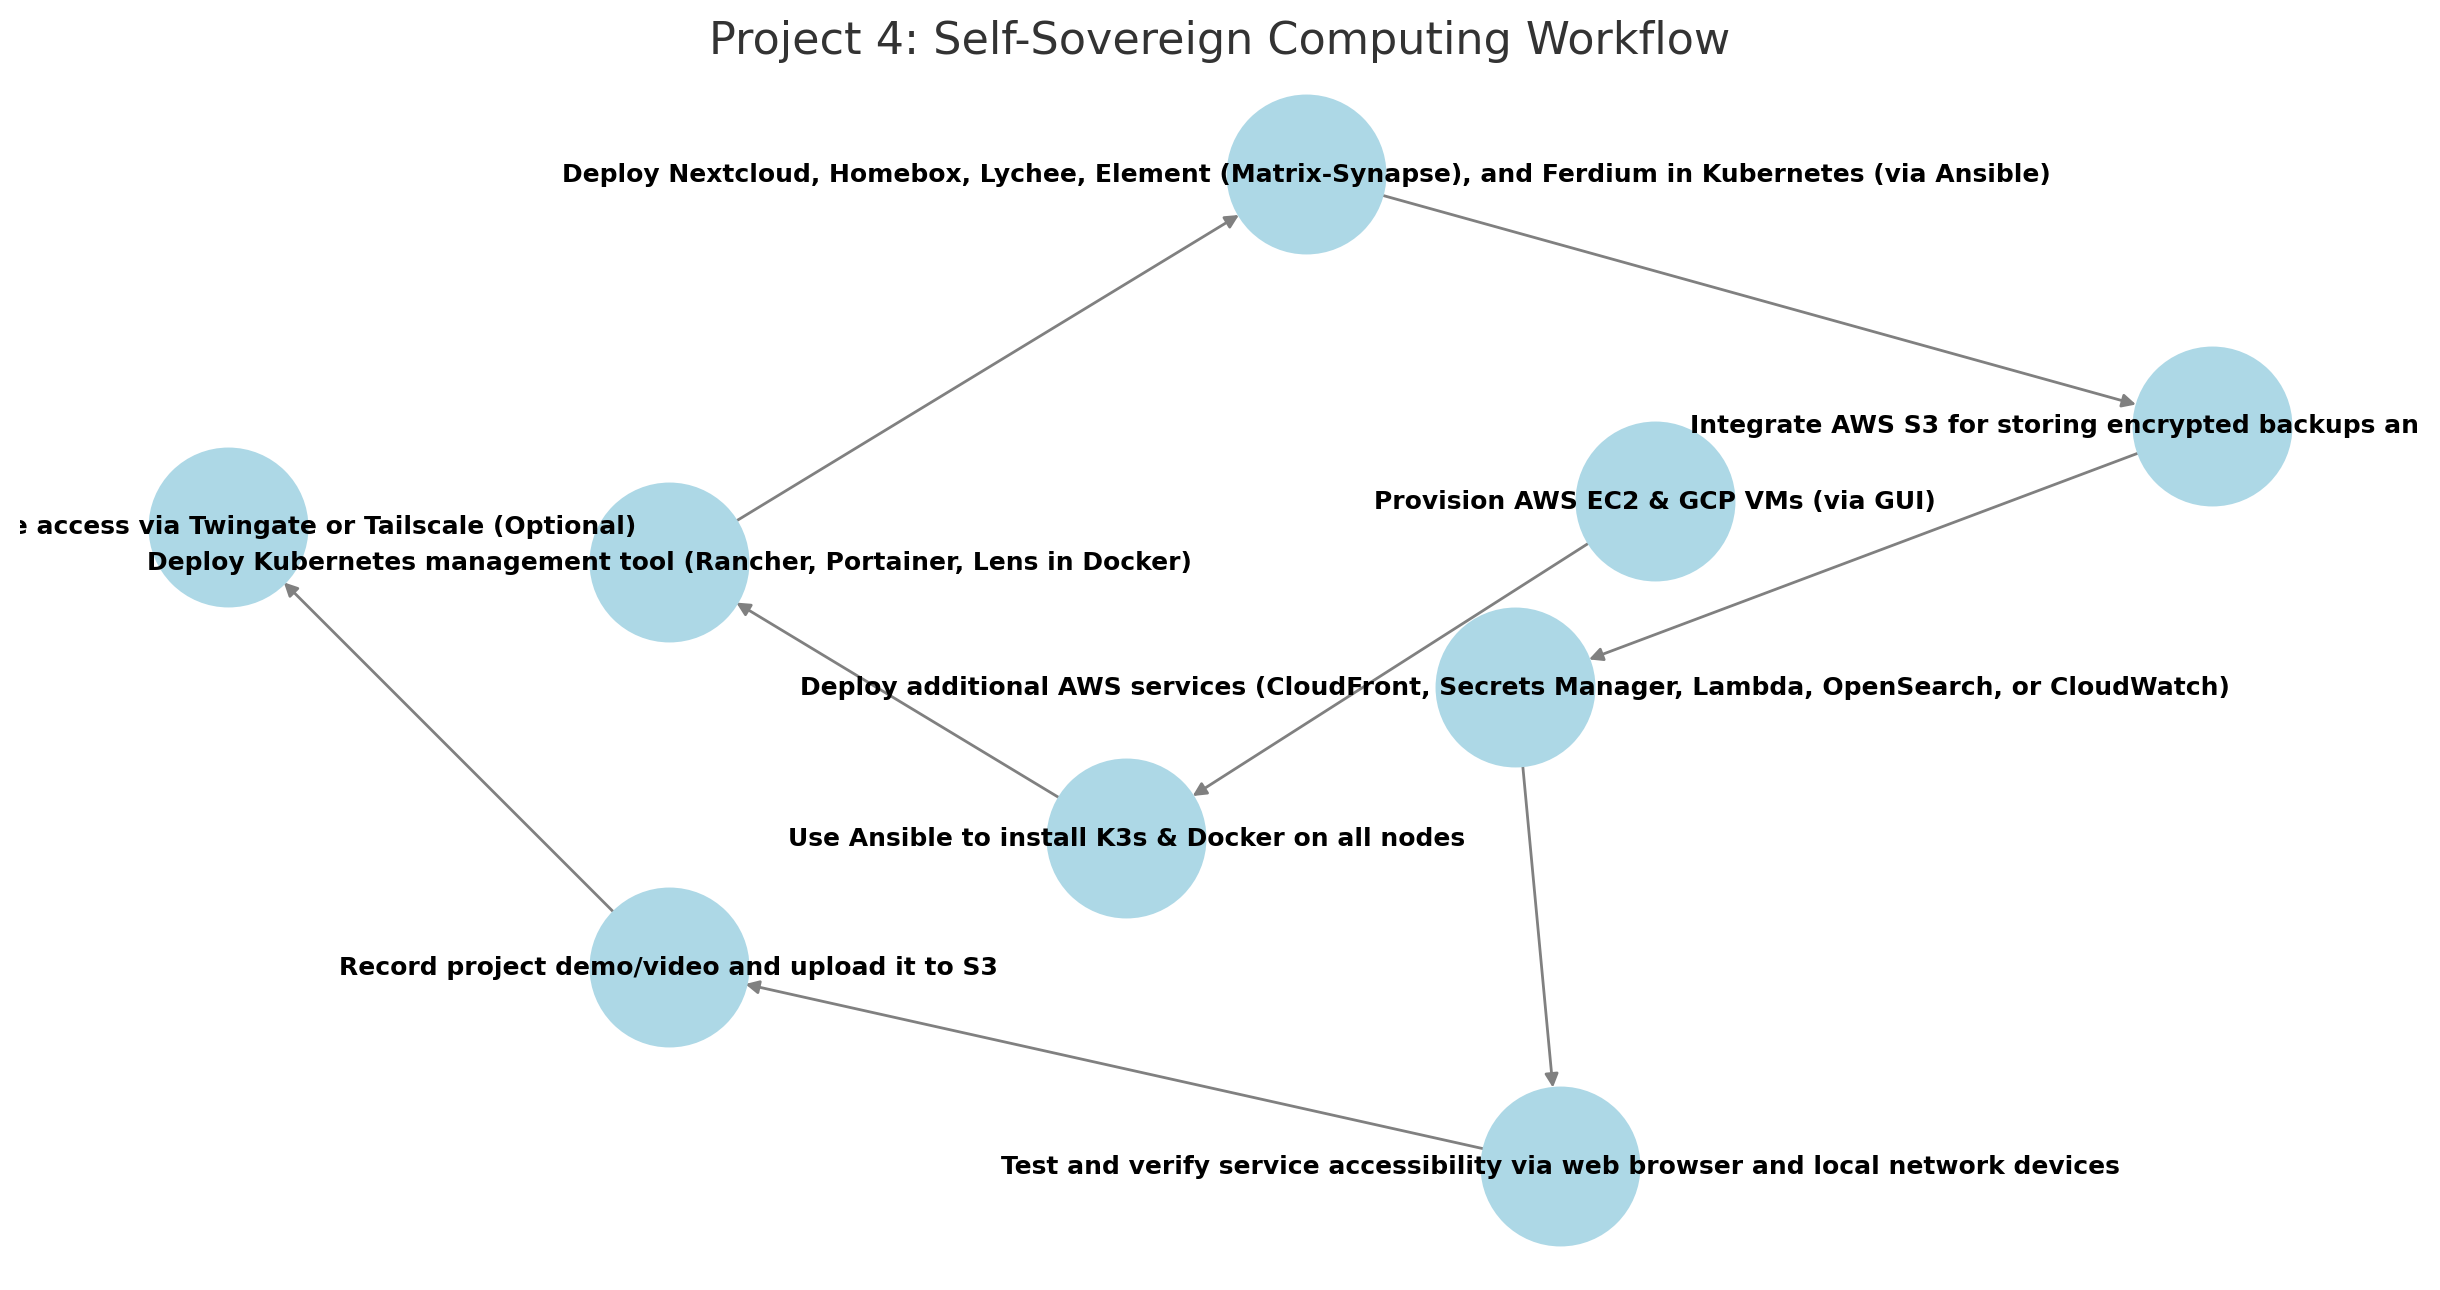 Project 4: Self-Sovereign Computing Workflow
Deploy Nextcloud, Homebox, Lychee, Element (Matrix-Synapse), and Ferdium in Kubernetes (via Ansible)
Integrate AWS S3 for storing encrypted backups an
Provision AWS EC2 & GCP VMs (via GUI)
e access via Twingate or Tailscale (Optional)
Deploy Kubernetes management tool (Rancher, Portainer, Lens in Docker)
Deploy additional AWS services (CloudFront, Secrets Manager, Lambda, OpenSearch, or CloudWatch)
Use Ansible to install K3s & Docker on all nodes
Record project demo/video and upload it to S3
Test and verify service accessibility via web browser and local network devices